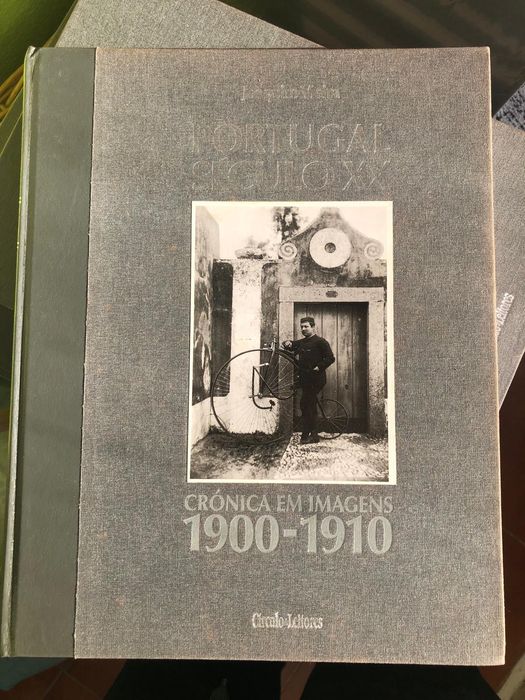 PORTUGAL
SÉCULO XX
CRÓNICA EM IMAGENS
1900-1910
Círculo de Leitores